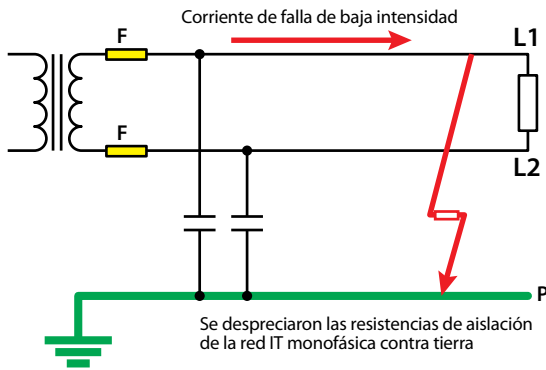 Corriente de falla de baja intensidad
F
L1
F
L2
P
Se despreciaron las resistencias de aislación
de la red IT monofásica contra tierra